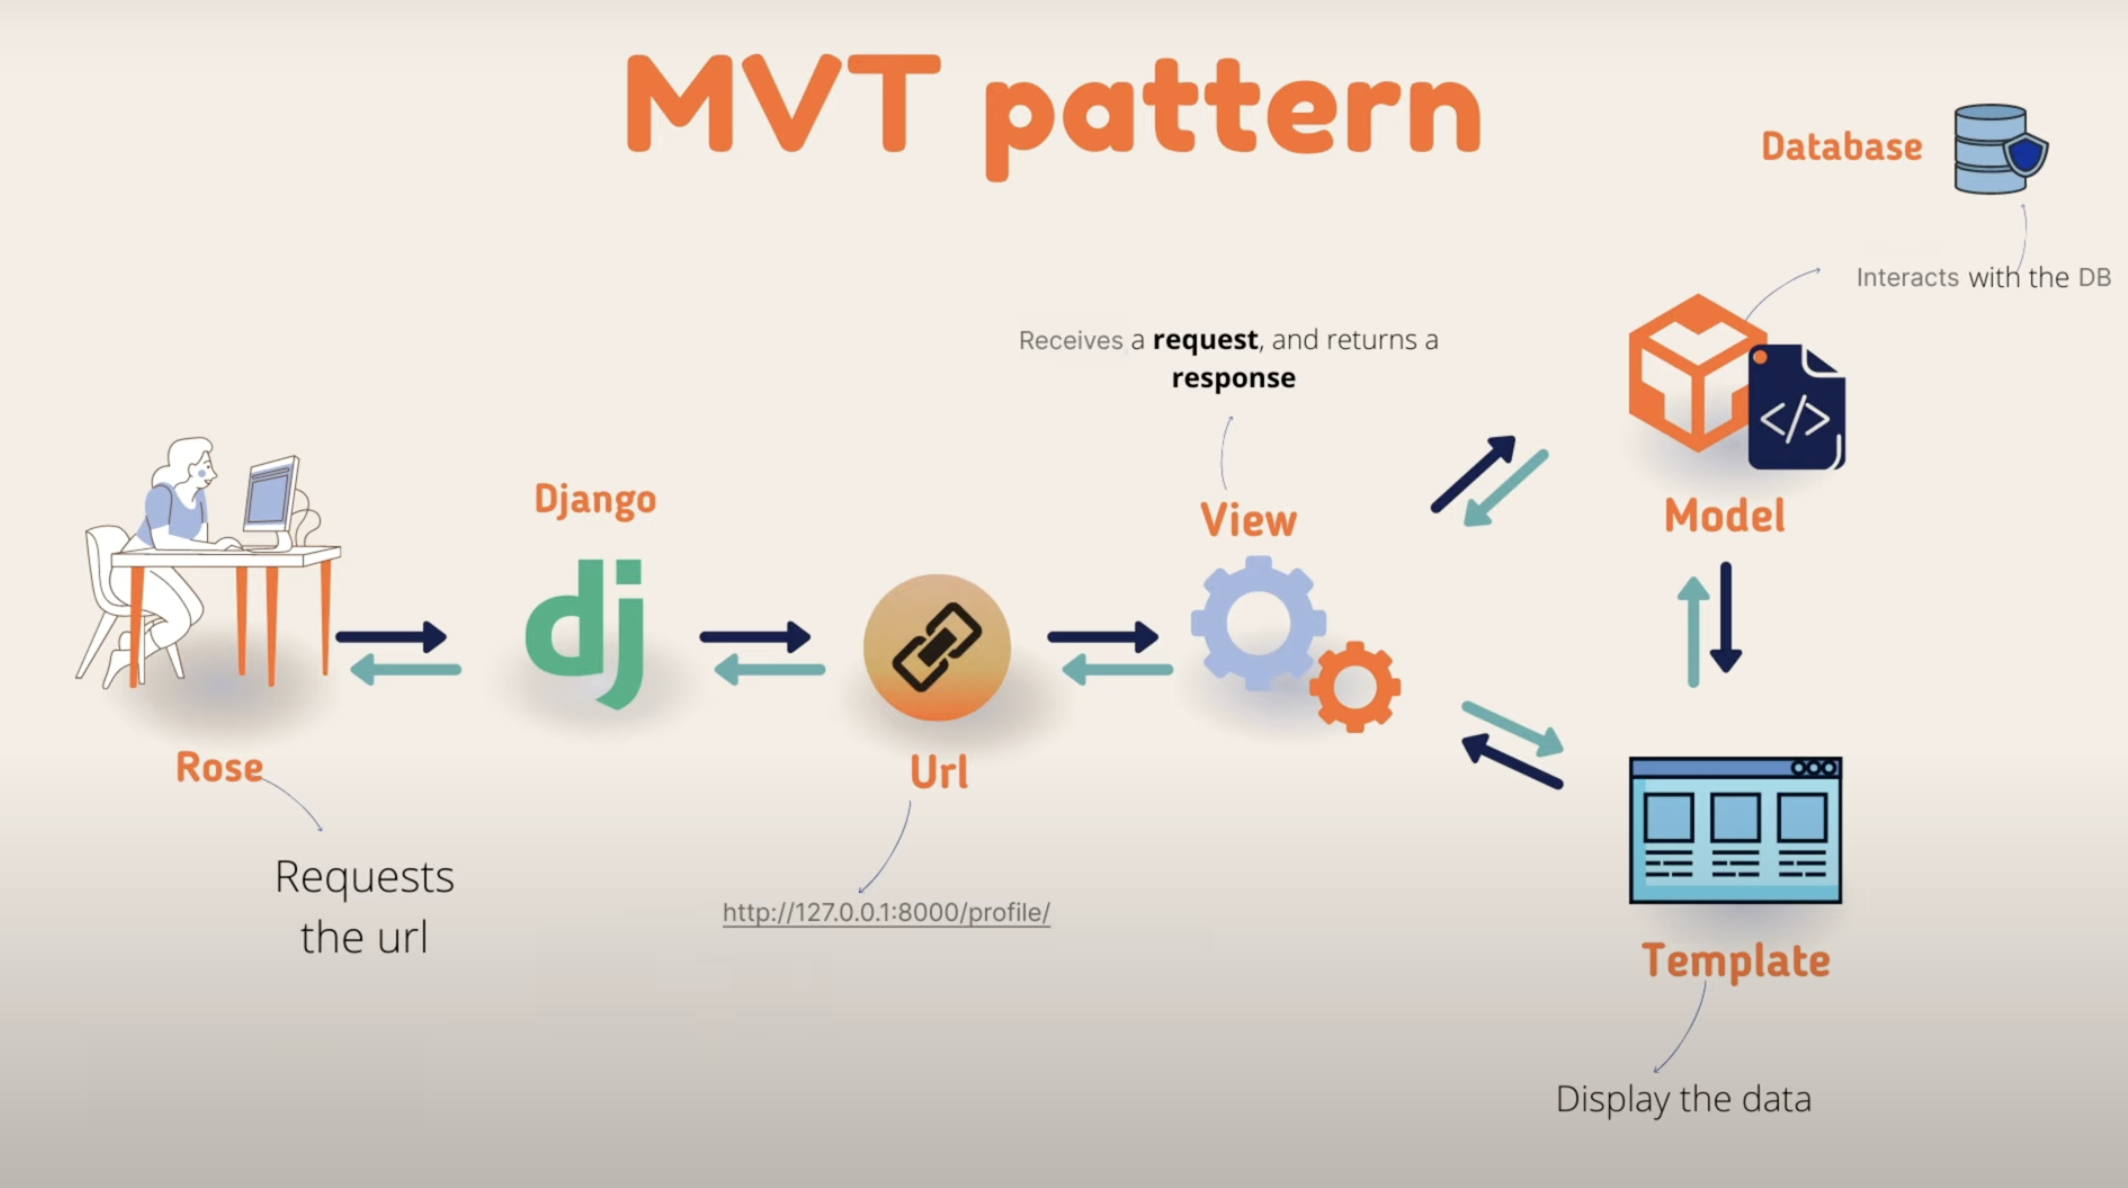 MVT pattern
Database
Interacts with the DB
Receives a request, and returns a
response
Django
dj
View
Model
</>
Rose
Url
Requests
the url
http://127.0.0.1:8000/profile/
Template
Display the data